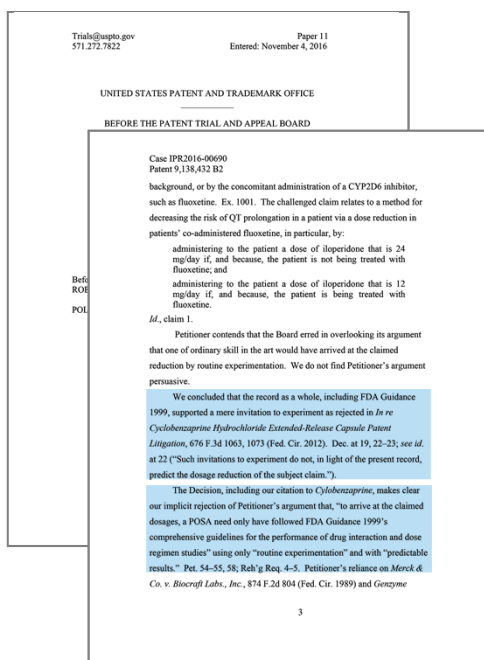 Trials@uspto.gov Paper 11
571.272.7822 Entered: November 4, 2016
UNITED STATES PATENT AND TRADEMARK OFFICE
BEFORE THE PATENT TRIAL AND APPEAL BOARD
Case IPR2016-00690
Patent 9,138,432 B2
background, or by the concomitant administration of a CYP2D6 inhibitor,
such as fluoxetine. Ex. 1001. The challenged claim relates to a method for
decreasing the risk of QT prolongation in a patient via a dose reduction in
patients' co-administered fluoxetine, in particular, by:
administering to the patient a dose of iloperidone that is 24
mg/day if, and because, the patient is not being treated with
fluoxetine; and
administering to the patient a dose of iloperidone that is 12
mg/day if, and because, the patient is being treated with
fluoxetine.
Id., claim 1.
Petitioner contends that the Board erred in overlooking its argument
that one of ordinary skill in the art would have arrived at the claimed
reduction by routine experimentation. We do not find Petitioner's argument
persuasive.
We concluded that the record as a whole, including FDA Guidance
1999, supported a mere invitation to experiment as rejected in In re
Cyclobenzaprine Hydrochloride Extended-Release Capsule Patent
Litigation, 676 F.3d 1063, 1073 (Fed. Cir. 2012). Dec. at 19, 22–23; see id.
at 22 ("Such invitations to experiment do not, in light of the present record,
predict the dosage reduction of the subject claim.").
The Decision, including our citation to Cylobenzaprine, makes clear
our implicit rejection of Petitioner's argument that, "to arrive at the claimed
dosages, a POSA need only have followed FDA Guidance 1999's
comprehensive guidelines for the performance of drug interaction and dose
regimen studies" using only "routine experimentation" and with "predictable
results." Pet. 54–55, 58; Reh'g Req. 4–5. Petitioner's reliance on Merck &
Co. v. Biocraft Labs., Inc., 874 F.2d 804 (Fed. Cir. 1989) and Genzyme
3